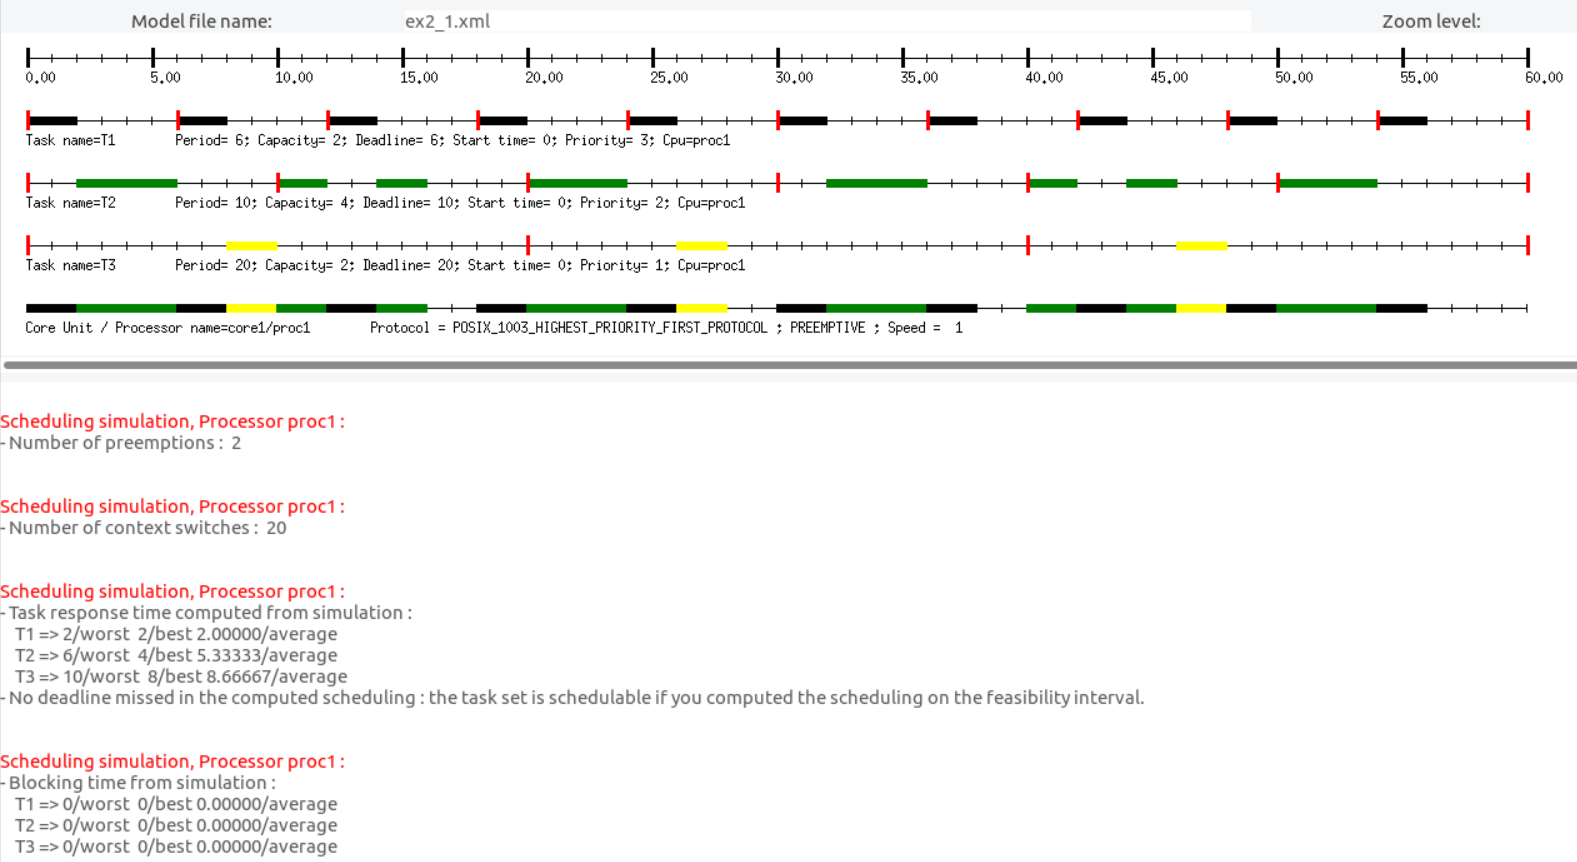 Model file name: ex2_1.xml Zoom level:
0.00 5.00 10.00 15.00 20.00 25.00 30.00 35.00 40.00 45.00 50.00 55.00 60.00
Task name=T1 Period= 6; Capacity= 2; Deadline= 6; Start time= 0; Priority= 3; Cpu=proc1
Task name=T2 Period= 10; Capacity= 4; Deadline= 10; Start time= 0; Priority= 2; Cpu=proc1
Task name=T3 Period= 20; Capacity= 2; Deadline= 20; Start time= 0; Priority= 1; Cpu=proc1
Core Unit / Processor name=core1/proc1 Protocol = POSIX_1003_HIGHEST_PRIORITY_FIRST_PROTOCOL ; PREEMPTIVE ; Speed = 1
Scheduling simulation, Processor proc1 :
- Number of preemptions : 2
Scheduling simulation, Processor proc1 :
- Number of context switches : 20
Scheduling simulation, Processor proc1 :
- Task response time computed from simulation :
T1 => 2/worst 2/best 2.00000/average
T2 => 6/worst 4/best 5.33333/average
T3 => 10/worst 8/best 8.66667/average
- No deadline missed in the computed scheduling : the task set is schedulable if you computed the scheduling on the feasibility interval.
Scheduling simulation, Processor proc1 :
- Blocking time from simulation :
T1 => 0/worst 0/best 0.00000/average
T2 => 0/worst 0/best 0.00000/average
T3 => 0/worst 0/best 0.00000/average